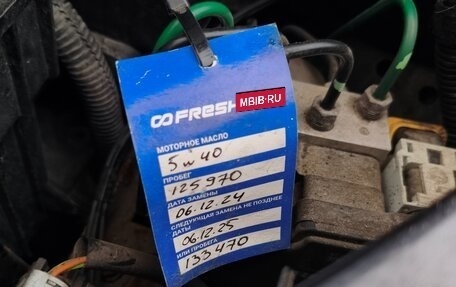 FRESH
MBIB.RU
МОТОРНОЕ МАСЛО
5w40
ПРОБЕГ
125970
ДАТА ЗАМЕНЫ
06.12.24
СЛЕДУЮЩАЯ ЗАМЕНА НЕ ПОЗДНЕЕ
ДАТЫ
06.12.25
ИЛИ ПРОБЕГА
133470